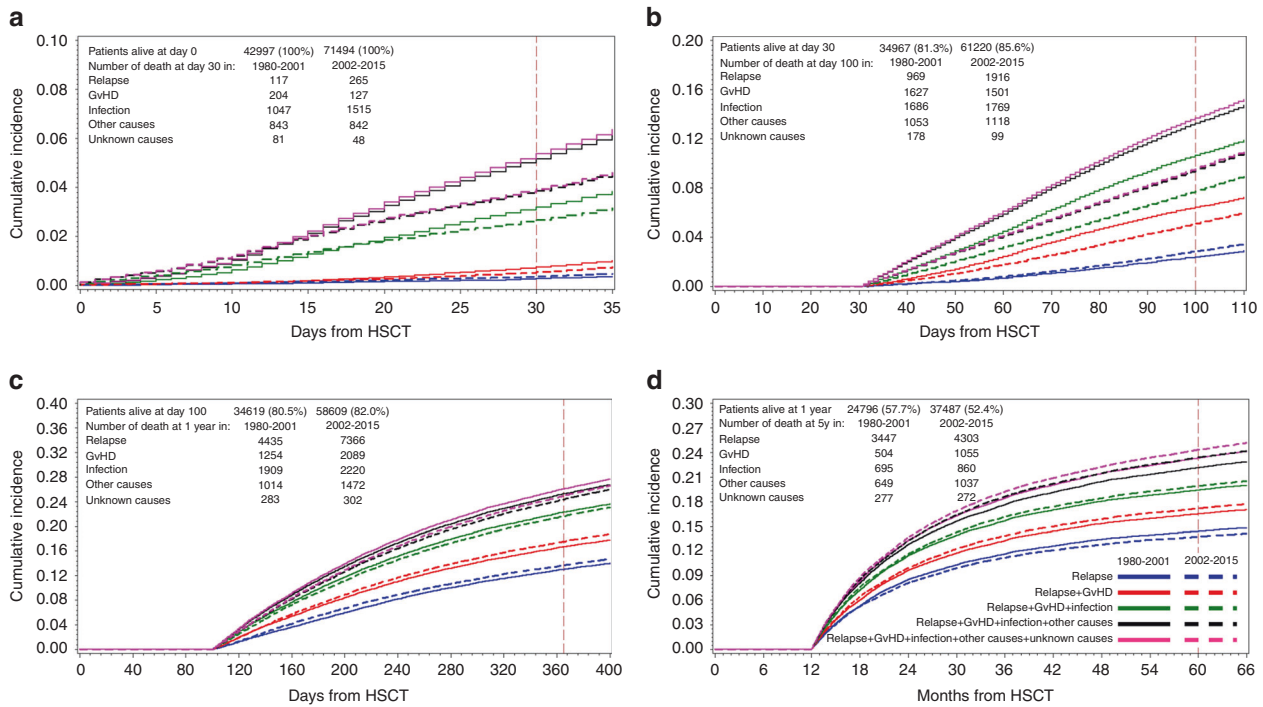 a
Cumulative incidence
0.10
0.08
0.06
0.04
0.02
0.00
Patients alive at day 0 42997 (100%) 71494 (100%)
Number of death at day 30 in: 1980-2001 2002-2015
Relapse 117 265
GvHD 204 127
Infection 1047 1515
Other causes 843 842
Unknown causes 81 48
0 5 10 15 20 25 30 35
Days from HSCT
b
Cumulative incidence
0.20
0.16
0.12
0.08
0.04
0.00
Patients alive at day 30 34967 (81.3%) 61220 (85.6%)
Number of death at day 100 in: 1980-2001 2002-2015
Relapse 969 1916
GvHD 1627 1501
Infection 1686 1769
Other causes 1053 1118
Unknown causes 178 99
0 10 20 30 40 50 60 70 80 90 100 110
Days from HSCT
c
Cumulative incidence
0.40
0.36
0.32
0.28
0.24
0.20
0.16
0.12
0.08
0.04
0.00
Patients alive at day 100 34619 (80.5%) 58609 (82.0%)
Number of death at 1 year in: 1980-2001 2002-2015
Relapse 4435 7366
GvHD 1254 2089
Infection 1909 2220
Other causes 1014 1472
Unknown causes 283 302
0 40 80 120 160 200 240 280 320 360 400
Days from HSCT
d
Cumulative incidence
0.30
0.27
0.24
0.21
0.18
0.15
0.12
0.09
0.06
0.03
0.00
Patients alive at 1 year 24796 (57.7%) 37487 (52.4%)
Number of death at 5y in: 1980-2001 2002-2015
Relapse 3447 4303
GvHD 504 1055
Infection 695 860
Other causes 649 1037
Unknown causes 277 272
1980-2001 2002-2015
Relapse
Relapse+GvHD
Relapse+GvHD+infection
Relapse+GvHD+infection+other causes
Relapse+GvHD+infection+other causes+unknown causes
0 6 12 18 24 30 36 42 48 54 60 66
Months from HSCT